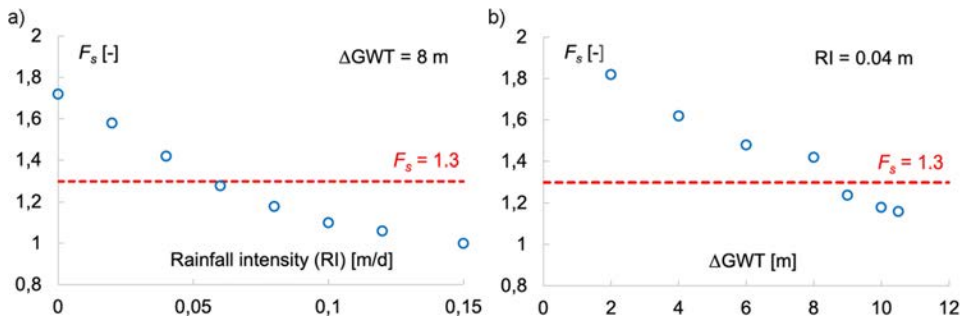 a)
2
F_s [-]
ΔGWT = 8 m
1,8
1,6
1,4
F_s = 1.3
1,2
1
Rainfall intensity (RI) [m/d]
0,8
0 0,05 0,1 0,15
b)
2
F_s [-]
RI = 0.04 m
1,8
1,6
1,4
F_s = 1.3
1,2
1
ΔGWT [m]
0,8
0 2 4 6 8 10 12